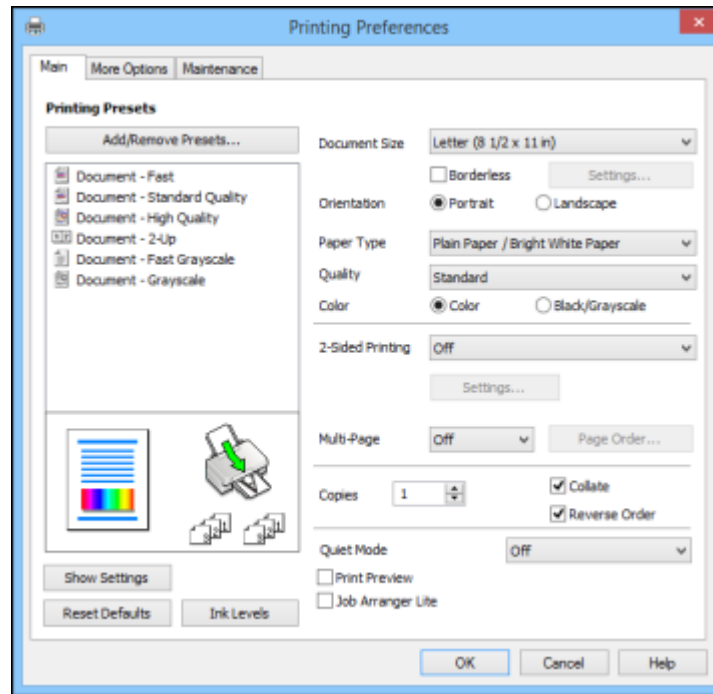 Printing Preferences
Main More Options Maintenance
Printing Presets
Add/Remove Presets...
Document - Fast
Document - Standard Quality
Document - High Quality
Document - 2-Up
Document - Fast Grayscale
Document - Grayscale
Show Settings
Reset Defaults Ink Levels
Document Size Letter (8 1/2 x 11 in)
Borderless Settings...
Orientation Portrait Landscape
Paper Type Plain Paper / Bright White Paper
Quality Standard
Color Color Black/Grayscale
2-Sided Printing Off
Settings...
Multi-Page Off Page Order...
Copies 1 Collate
Reverse Order
Quiet Mode Off
Print Preview
Job Arranger Lite
OK Cancel Help